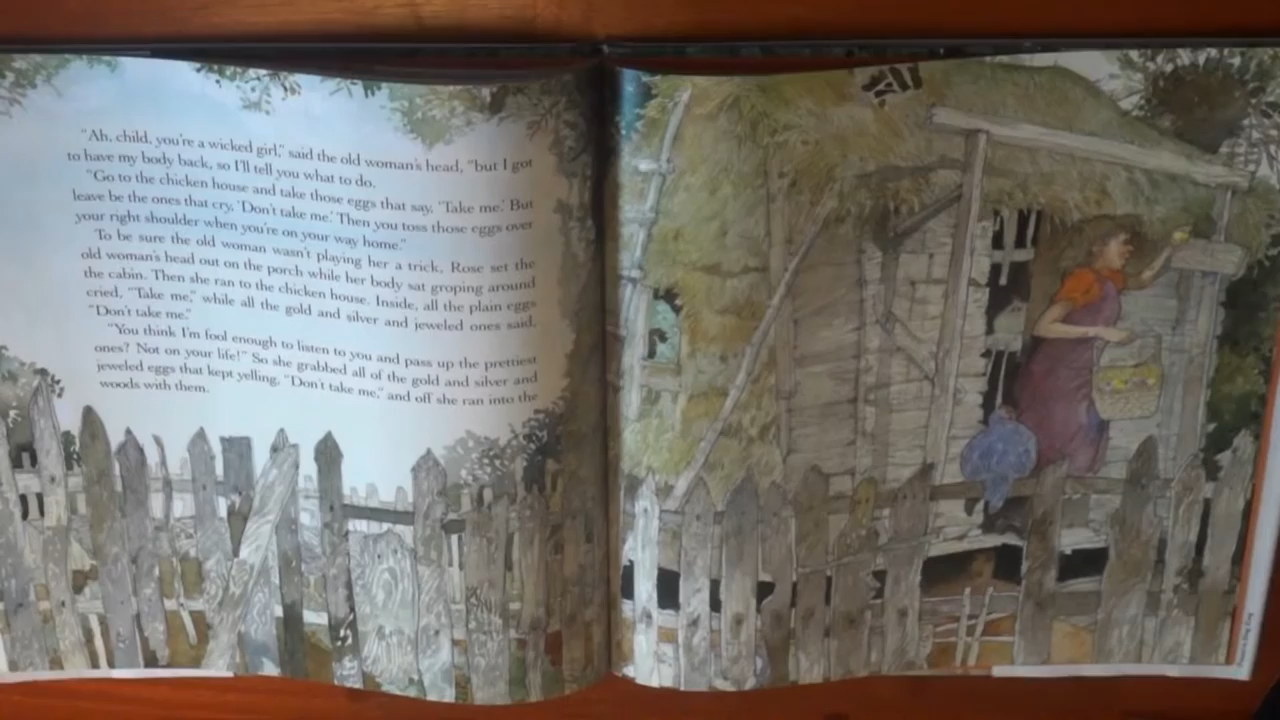 "Ah, child, you're a wicked girl," said the old woman's head, "but I got
to have my body back, so I'll tell you what to do.
"Go to the chicken house and take those eggs that say, 'Take me.' But
leave be the ones that cry, 'Don't take me.' Then you toss those eggs over
your right shoulder when you're on your way home."
To be sure the old woman wasn't playing her a trick, Rose set the
old woman's head out on the porch while her body sat groping around
the cabin. Then she ran to the chicken house. Inside, all the plain eggs
cried, "Take me," while all the gold and silver and jeweled ones said,
"Don't take me."
"You think I'm fool enough to listen to you and pass up the prettiest
ones? Not on your life!" So she grabbed all of the gold and silver and
jeweled eggs that kept yelling, "Don't take me," and off she ran into the
woods with them.